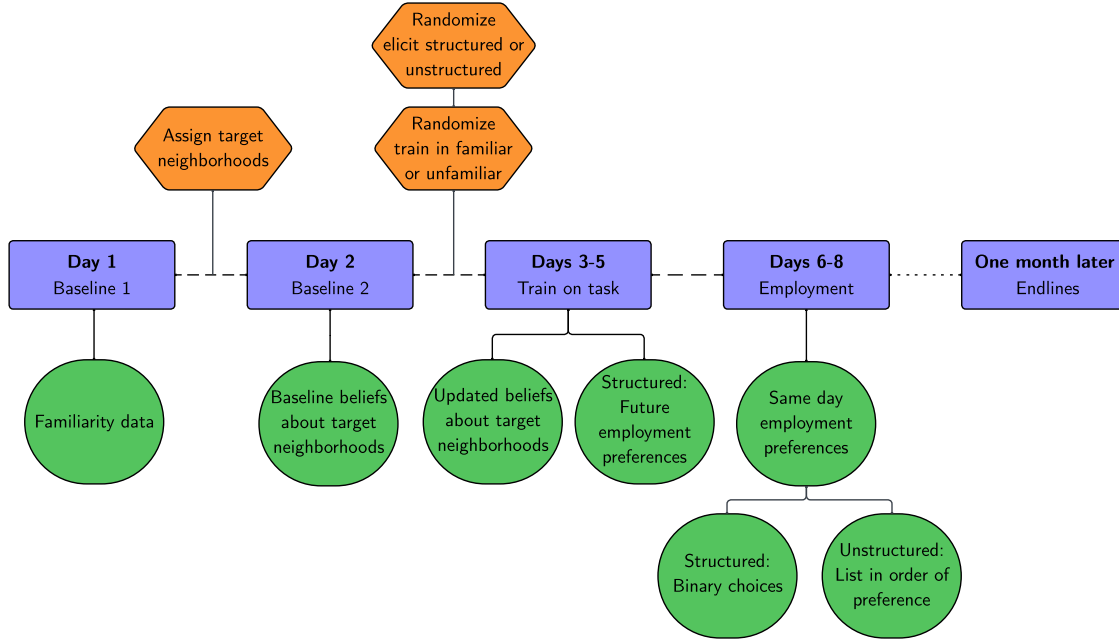 Randomize
elicit structured or
unstructured
Assign target
neighborhoods
Randomize
train in familiar
or unfamiliar
Day 1
Baseline 1
Day 2
Baseline 2
Days 3-5
Train on task
Days 6-8
Employment
One month later
Endlines
Familiarity data
Baseline beliefs
about target
neighborhoods
Updated beliefs
about target
neighborhoods
Structured:
Future
employment
preferences
Same day
employment
preferences
Structured:
Binary choices
Unstructured:
List in order of
preference